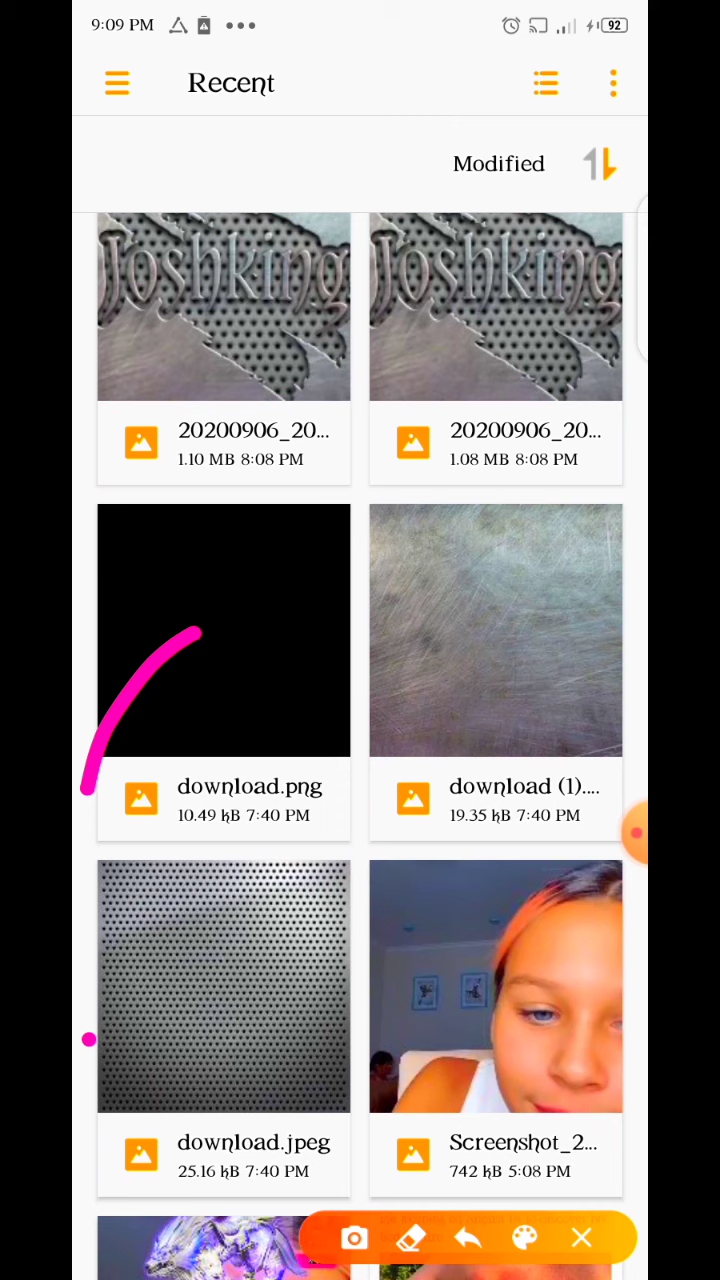 9:09 PM
92
Recent
Modified
Joshking
Joshking
20200906_20...
1.10 MB 8:08 PM
20200906_20...
1.08 MB 8:08 PM
download.png
10.49 kB 7:40 PM
download (1)....
19.35 kB 7:40 PM
download.jpeg
25.16 kB 7:40 PM
Screenshot_2...
742 kB 5:08 PM